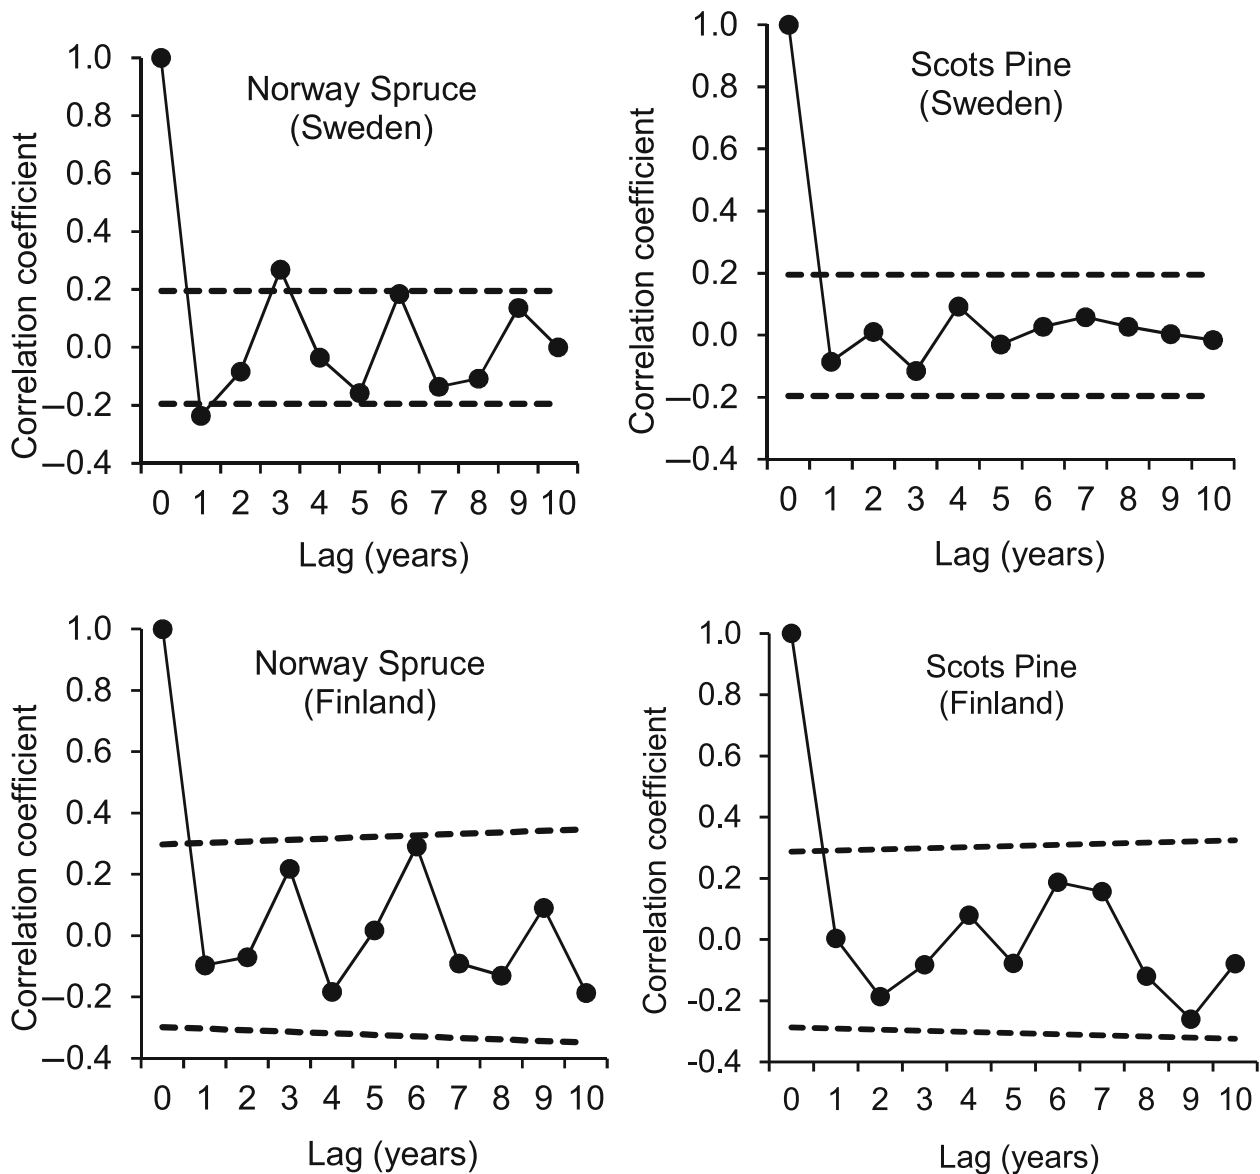 Norway Spruce
(Sweden)
Correlation coefficient
1.0
0.8
0.6
0.4
0.2
0.0
–0.2
–0.4
0 1 2 3 4 5 6 7 8 9 10
Lag (years)
Scots Pine
(Sweden)
Correlation coefficient
1.0
0.8
0.6
0.4
0.2
0.0
–0.2
–0.4
0 1 2 3 4 5 6 7 8 9 10
Lag (years)
Norway Spruce
(Finland)
Correlation coefficient
1.0
0.8
0.6
0.4
0.2
0.0
–0.2
–0.4
0 1 2 3 4 5 6 7 8 9 10
Lag (years)
Scots Pine
(Finland)
Correlation coefficient
1.0
0.8
0.6
0.4
0.2
0.0
-0.2
-0.4
0 1 2 3 4 5 6 7 8 9 10
Lag (years)